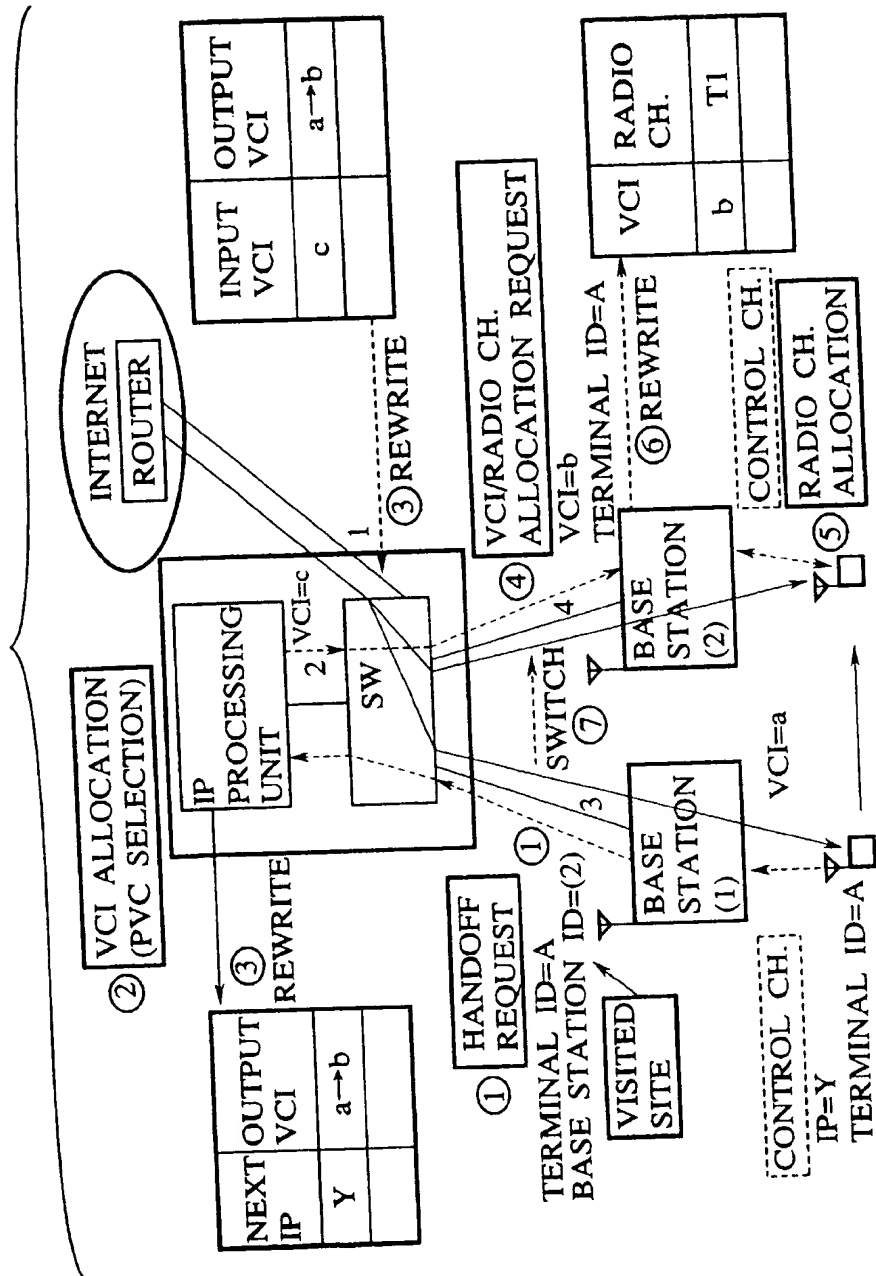 INTERNET
ROUTER
② VCI ALLOCATION
(PVC SELECTION)
IP
PROCESSING
UNIT
VCI=c
2
SW
1
③ REWRITE
INPUT
VCI
OUTPUT
VCI
c
a→b
③
REWRITE
NEXT
IP
OUTPUT
VCI
Y
a→b
① HANDOFF
REQUEST
TERMINAL ID=A
BASE STATION ID=(2)
VISITED
SITE
①
3
SWITCH
⑦
4
④ VCI/RADIO CH.
ALLOCATION REQUEST
VCI=b
TERMINAL ID=A
⑥ REWRITE
VCI
RADIO
CH.
b
T1
BASE
STATION
(1)
BASE
STATION
(2)
CONTROL CH.
⑤ RADIO CH.
ALLOCATION
VCI=a
CONTROL CH.
IP=Y
TERMINAL ID=A